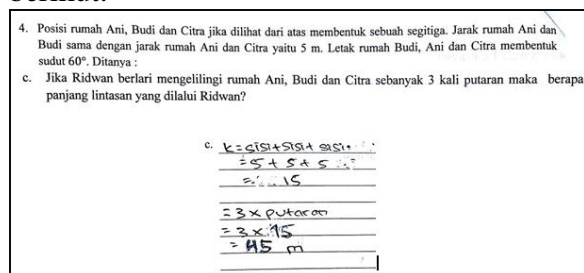 4. Posisi rumah Ani, Budi dan Citra jika dilihat dari atas membentuk sebuah segitiga. Jarak rumah Ani dan
Budi sama dengan jarak rumah Ani dan Citra yaitu 5 m. Letak rumah Budi, Ani dan Citra membentuk
sudut 60°. Ditanya :
c. Jika Ridwan berlari mengelilingi rumah Ani, Budi dan Citra sebanyak 3 kali putaran maka berapa
panjang lintasan yang dilalui Ridwan?
c. K = sisi + sisi + sisi
= 5 + 5 + 5
= 15
= 3 x putaran
= 3 x 15
= 45 m